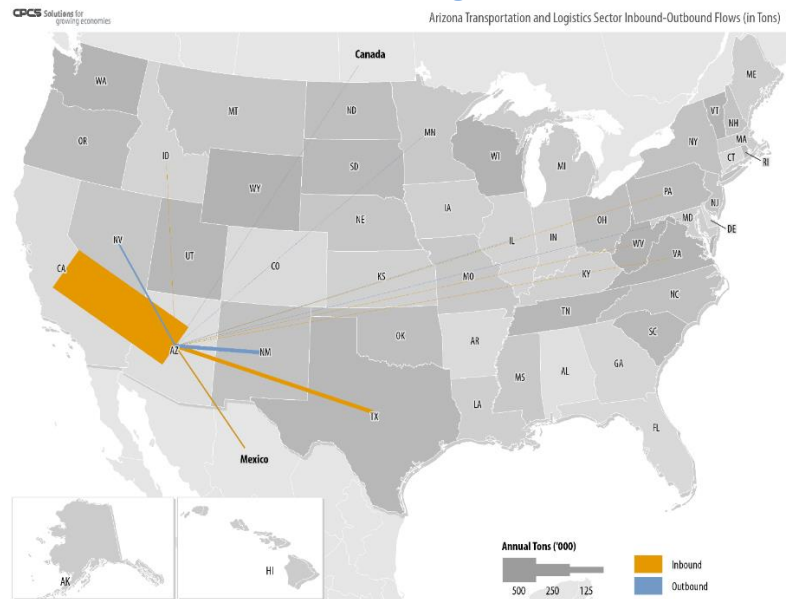 CPCS Solutions for
growing economies
Arizona Transportation and Logistics Sector Inbound-Outbound Flows (in Tons)
Canada
WA
ME
MT
ND
VT
OR
MN
NH
ID
WI
NY
MA
SD
MI
CT
RI
WY
IA
PA
NE
NJ
NV
OH
MD
IL
IN
DE
UT
WV
CA
CO
VA
KS
MO
KY
NC
TN
AZ
NM
OK
AR
SC
MS
AL
GA
TX
LA
FL
Mexico
AK
HI
Annual Tons ('000)
500 250 125
Inbound
Outbound